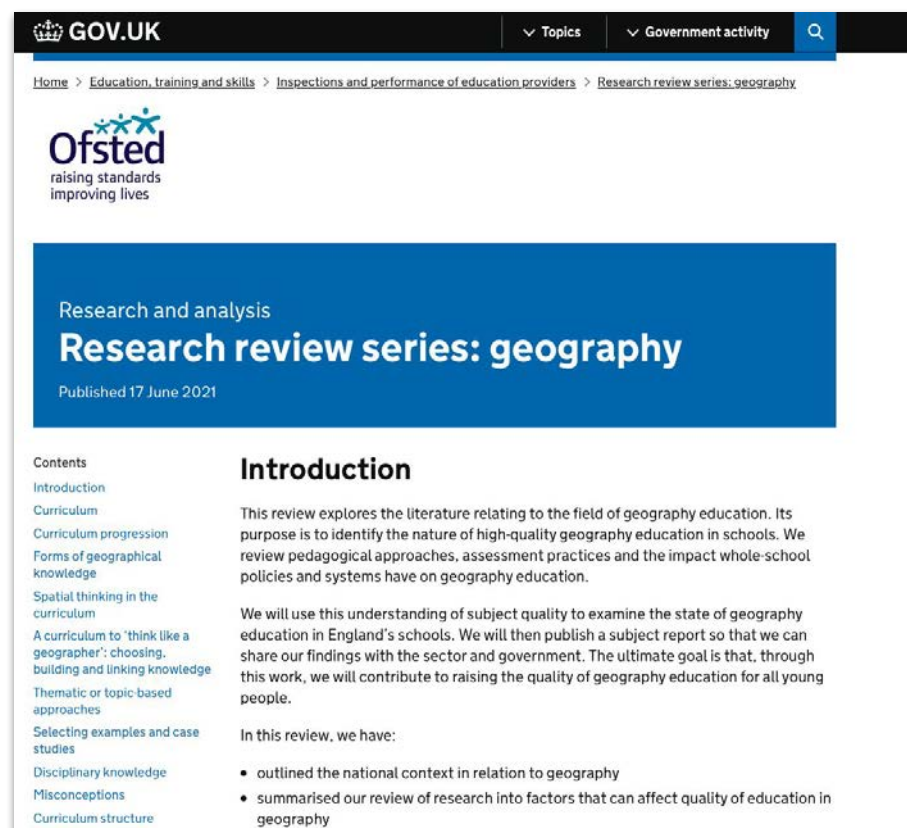 GOV.UK
Topics
Government activity
Home > Education, training and skills > Inspections and performance of education providers > Research review series: geography
Ofsted
raising standards
improving lives
Research and analysis
Research review series: geography
Published 17 June 2021
Contents
Introduction
Curriculum
Curriculum progression
Forms of geographical
knowledge
Spatial thinking in the
curriculum
A curriculum to ‘think like a
geographer’: choosing,
building and linking knowledge
Thematic or topic-based
approaches
Selecting examples and case
studies
Disciplinary knowledge
Misconceptions
Curriculum structure
Introduction
This review explores the literature relating to the field of geography education. Its
purpose is to identify the nature of high-quality geography education in schools. We
review pedagogical approaches, assessment practices and the impact whole-school
policies and systems have on geography education.
We will use this understanding of subject quality to examine the state of geography
education in England’s schools. We will then publish a subject report so that we can
share our findings with the sector and government. The ultimate goal is that, through
this work, we will contribute to raising the quality of geography education for all young
people.
In this review, we have:
• outlined the national context in relation to geography
• summarised our review of research into factors that can affect quality of education in
geography